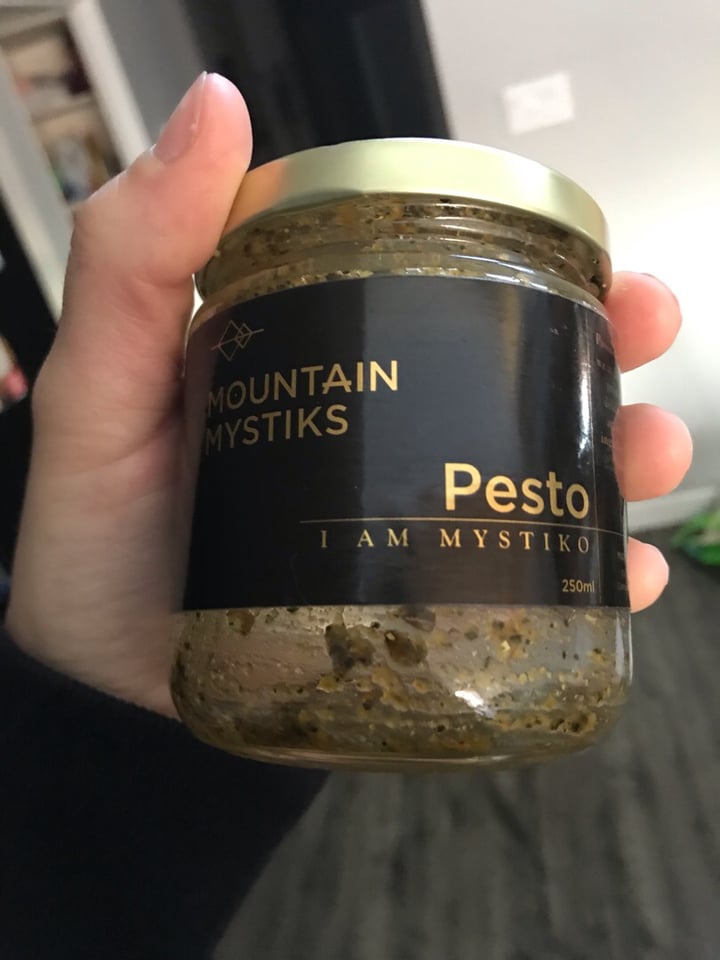 MOUNTAIN
MYSTIKS
Pesto
I AM MYSTIKO
250ml